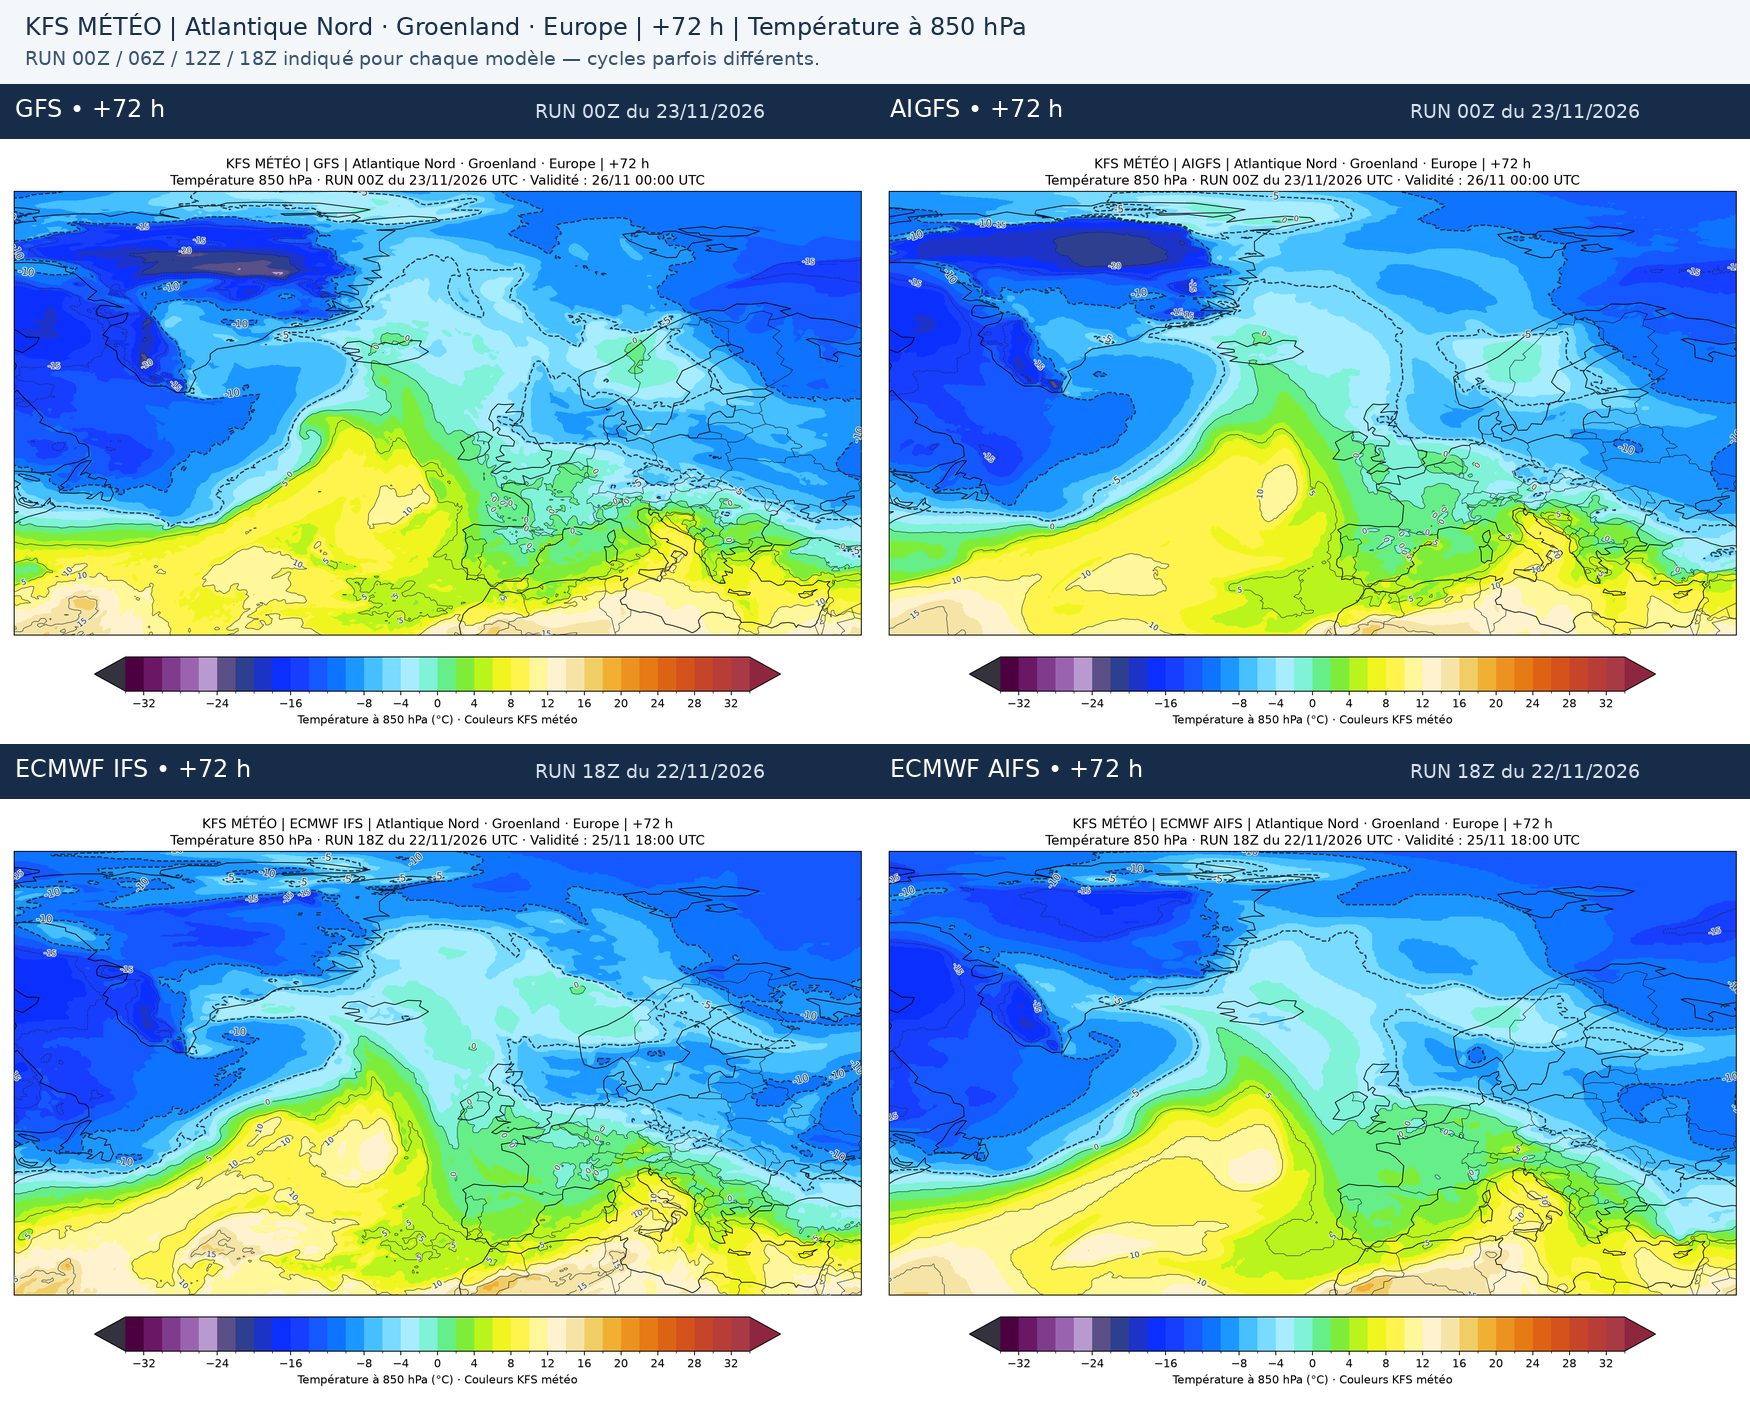 KFS MÉTÉO | Atlantique Nord · Groenland · Europe | +72 h | Température à 850 hPa
RUN 00Z / 06Z / 12Z / 18Z indiqué pour chaque modèle — cycles parfois différents.
GFS • +72 h
RUN 00Z du 23/11/2026
AIGFS • +72 h
RUN 00Z du 23/11/2026
KFS MÉTÉO | GFS | Atlantique Nord · Groenland · Europe | +72 h
Température 850 hPa · RUN 00Z du 23/11/2026 UTC · Validité : 26/11 00:00 UTC
KFS MÉTÉO | AIGFS | Atlantique Nord · Groenland · Europe | +72 h
Température 850 hPa · RUN 00Z du 23/11/2026 UTC · Validité : 26/11 00:00 UTC
−32 −24 −16 −8 −4 0 4 8 12 16 20 24 28 32
Température à 850 hPa (°C) · Couleurs KFS météo
−32 −24 −16 −8 −4 0 4 8 12 16 20 24 28 32
Température à 850 hPa (°C) · Couleurs KFS météo
ECMWF IFS • +72 h
RUN 18Z du 22/11/2026
ECMWF AIFS • +72 h
RUN 18Z du 22/11/2026
KFS MÉTÉO | ECMWF IFS | Atlantique Nord · Groenland · Europe | +72 h
Température 850 hPa · RUN 18Z du 22/11/2026 UTC · Validité : 25/11 18:00 UTC
KFS MÉTÉO | ECMWF AIFS | Atlantique Nord · Groenland · Europe | +72 h
Température 850 hPa · RUN 18Z du 22/11/2026 UTC · Validité : 25/11 18:00 UTC
−32 −24 −16 −8 −4 0 4 8 12 16 20 24 28 32
Température à 850 hPa (°C) · Couleurs KFS météo
−32 −24 −16 −8 −4 0 4 8 12 16 20 24 28 32
Température à 850 hPa (°C) · Couleurs KFS météo